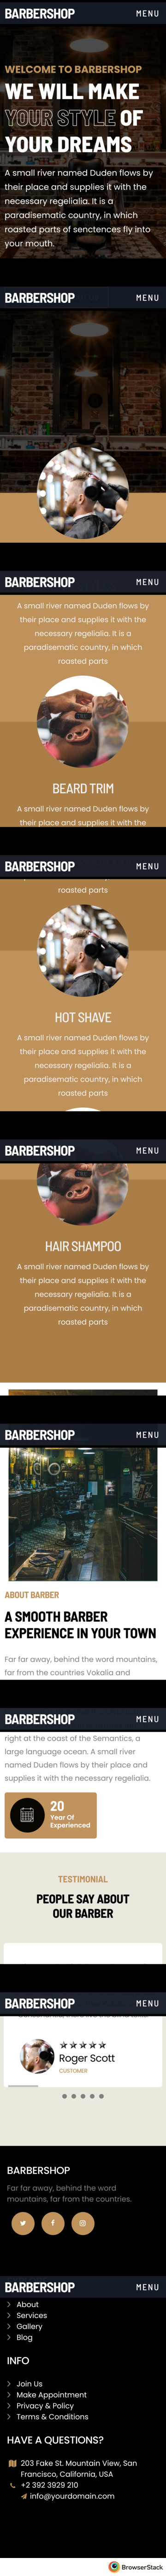 BARBERSHOP MENU
WELCOME TO BARBERSHOP
WE WILL MAKE
YOUR STYLE OF
YOUR DREAMS
A small river named Duden flows by
their place and supplies it with the
necessary regelialia. It is a
paradisematic country, in which
roasted parts of senctences fly into
your mouth.
BARBERSHOP MENU
BARBERSHOP MENU
A small river named Duden flows by
their place and supplies it with the
necessary regelialia. It is a
paradisematic country, in which
roasted parts
BEARD TRIM
A small river named Duden flows by
their place and supplies it with the
BARBERSHOP MENU
roasted parts
HOT SHAVE
A small river named Duden flows by
their place and supplies it with the
necessary regelialia. It is a
paradisematic country, in which
roasted parts
BARBERSHOP MENU
HAIR SHAMPOO
A small river named Duden flows by
their place and supplies it with the
necessary regelialia. It is a
paradisematic country, in which
roasted parts
BARBERSHOP MENU
ABOUT BARBER
A SMOOTH BARBER
EXPERIENCE IN YOUR TOWN
Far far away, behind the word mountains,
far from the countries Vokalia and
BARBERSHOP MENU
right at the coast of the Semantics, a
large language ocean. A small river
named Duden flows by their place and
supplies it with the necessary regelialia.
20
Year Of
Experienced
TESTIMONIAL
PEOPLE SAY ABOUT
OUR BARBER
BARBERSHOP MENU
Roger Scott
CUSTOMER
BARBERSHOP
Far far away, behind the word
mountains, far from the countries.
BARBERSHOP MENU
About
Services
Gallery
Blog
INFO
Join Us
Make Appointment
Privacy & Policy
Terms & Conditions
HAVE A QUESTIONS?
203 Fake St. Mountain View, San
Francisco, California, USA
+2 392 3929 210
info@yourdomain.com
BrowserStack